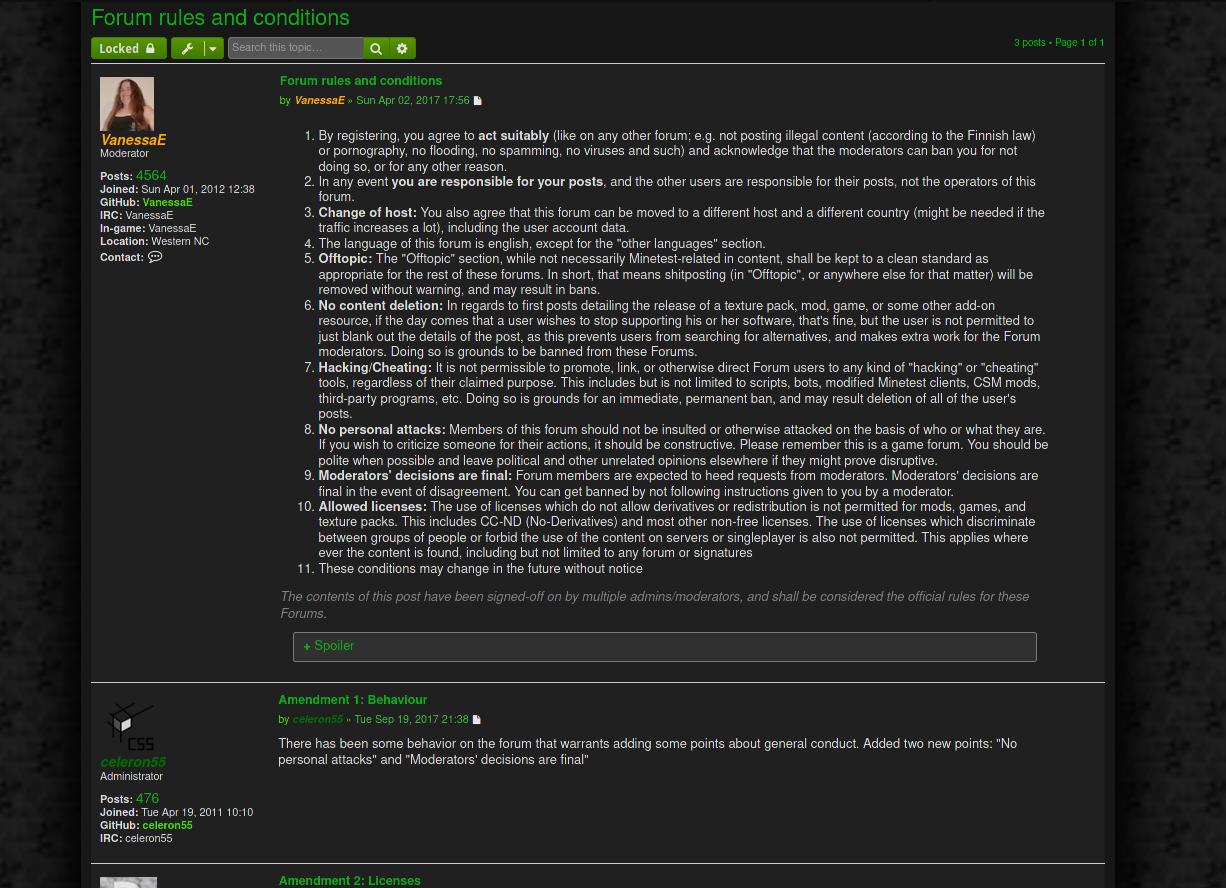 Forum rules and conditions
Locked
Search this topic…
3 posts • Page 1 of 1
VanessaE
Moderator
Posts: 4564
Joined: Sun Apr 01, 2012 12:38
GitHub: VanessaE
IRC: VanessaE
In-game: VanessaE
Location: Western NC
Contact:
Forum rules and conditions
by VanessaE » Sun Apr 02, 2017 17:56
1. By registering, you agree to act suitably (like on any other forum; e.g. not posting illegal content (according to the Finnish law)
or pornography, no flooding, no spamming, no viruses and such) and acknowledge that the moderators can ban you for not
doing so, or for any other reason.
2. In any event you are responsible for your posts, and the other users are responsible for their posts, not the operators of this
forum.
3. Change of host: You also agree that this forum can be moved to a different host and a different country (might be needed if the
traffic increases a lot), including the user account data.
4. The language of this forum is english, except for the "other languages" section.
5. Offtopic: The "Offtopic" section, while not necessarily Minetest-related in content, shall be kept to a clean standard as
appropriate for the rest of these forums. In short, that means shitposting (in "Offtopic", or anywhere else for that matter) will be
removed without warning, and may result in bans.
6. No content deletion: In regards to first posts detailing the release of a texture pack, mod, game, or some other add-on
resource, if the day comes that a user wishes to stop supporting his or her software, that's fine, but the user is not permitted to
just blank out the details of the post, as this prevents users from searching for alternatives, and makes extra work for the Forum
moderators. Doing so is grounds to be banned from these Forums.
7. Hacking/Cheating: It is not permissible to promote, link, or otherwise direct Forum users to any kind of "hacking" or "cheating"
tools, regardless of their claimed purpose. This includes but is not limited to scripts, bots, modified Minetest clients, CSM mods,
third-party programs, etc. Doing so is grounds for an immediate, permanent ban, and may result deletion of all of the user's
posts.
8. No personal attacks: Members of this forum should not be insulted or otherwise attacked on the basis of who or what they are.
If you wish to criticize someone for their actions, it should be constructive. Please remember this is a game forum. You should be
polite when possible and leave political and other unrelated opinions elsewhere if they might prove disruptive.
9. Moderators' decisions are final: Forum members are expected to heed requests from moderators. Moderators' decisions are
final in the event of disagreement. You can get banned by not following instructions given to you by a moderator.
10. Allowed licenses: The use of licenses which do not allow derivatives or redistribution is not permitted for mods, games, and
texture packs. This includes CC-ND (No-Derivatives) and most other non-free licenses. The use of licenses which discriminate
between groups of people or forbid the use of the content on servers or singleplayer is also not permitted. This applies where
ever the content is found, including but not limited to any forum or signatures
11. These conditions may change in the future without notice
The contents of this post have been signed-off on by multiple admins/moderators, and shall be considered the official rules for these
Forums.
+ Spoiler
C55
celeron55
Administrator
Posts: 476
Joined: Tue Apr 19, 2011 10:10
GitHub: celeron55
IRC: celeron55
Amendment 1: Behaviour
by celeron55 » Tue Sep 19, 2017 21:38
There has been some behavior on the forum that warrants adding some points about general conduct. Added two new points: "No
personal attacks" and "Moderators' decisions are final"
Amendment 2: Licenses